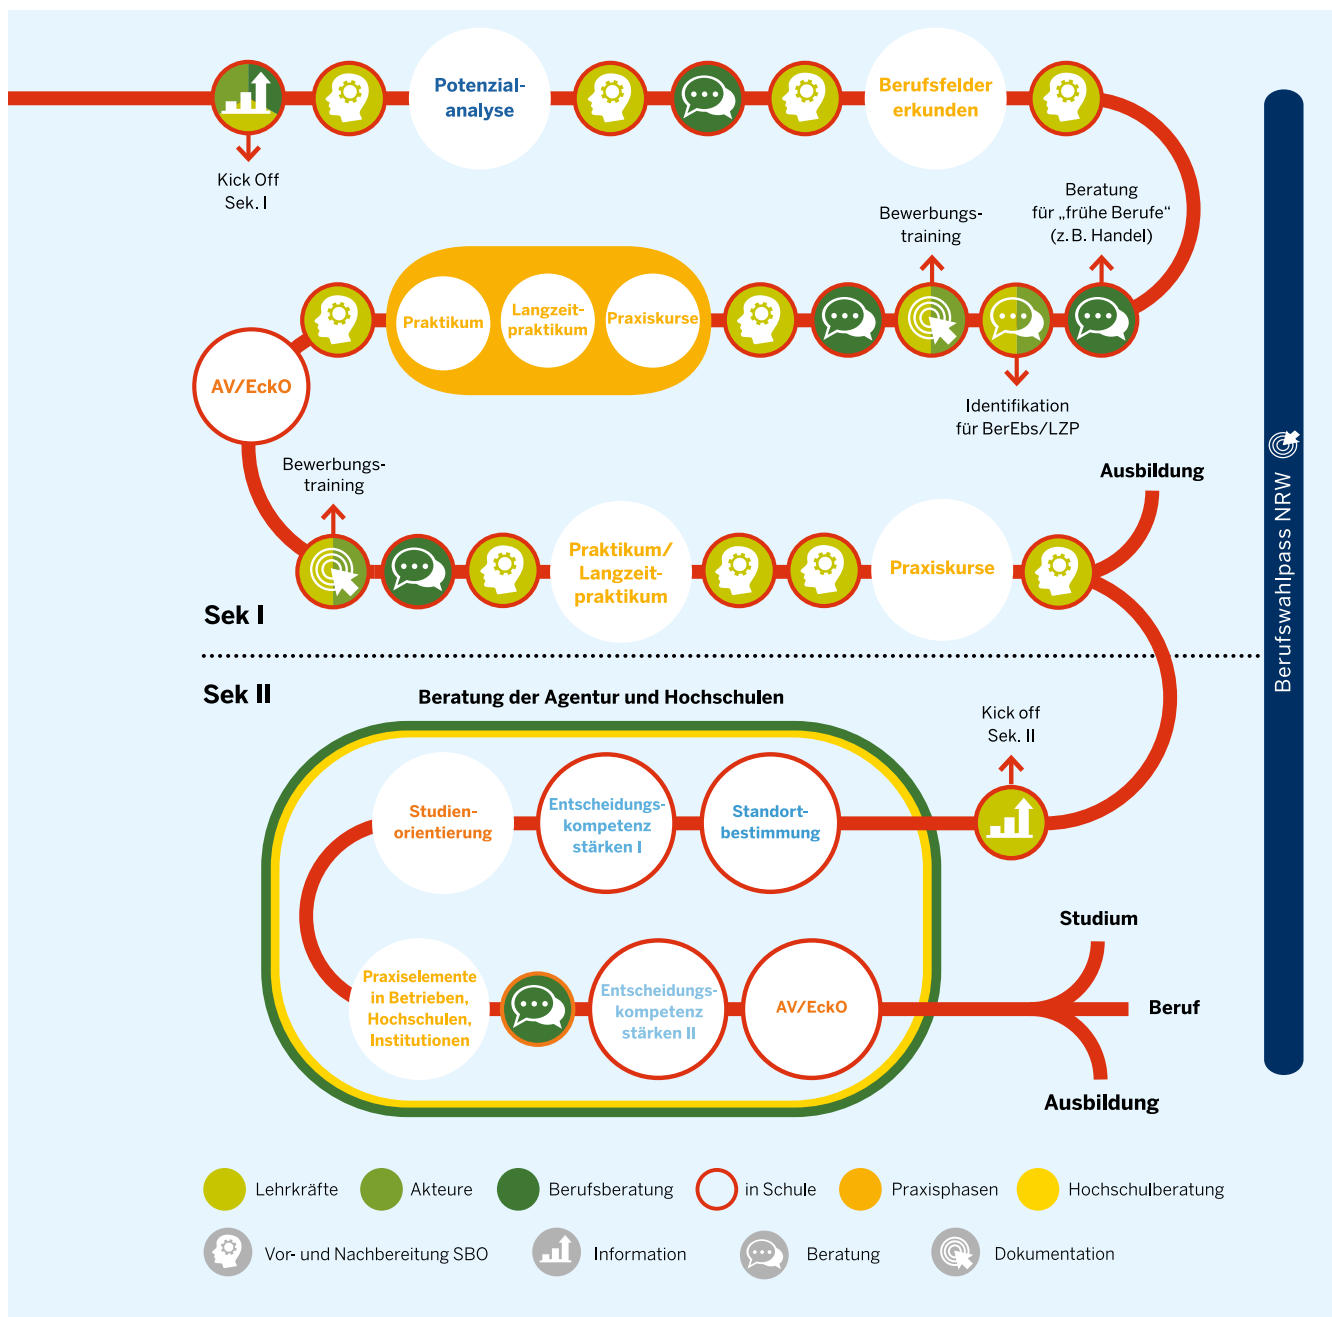 Potenzial-
analyse
Berufsfelder
erkunden
Kick Off
Sek. I
Beratung
für „frühe Berufe“
(z. B. Handel)
Bewerbungs-
training
Praktikum
Langzeit-
praktikum
Praxiskurse
AV/EckO
Identifikation
für BerEbs/LZP
Bewerbungs-
training
Ausbildung
Praktikum/
Langzeit-
praktikum
Praxiskurse
Sek I
Berufswahlpass NRW
Sek II
Beratung der Agentur und Hochschulen
Kick off
Sek. II
Studien-
orientierung
Entscheidungs-
kompetenz
stärken I
Standort-
bestimmung
Praxiselemente
in Betrieben,
Hochschulen,
Institutionen
Entscheidungs-
kompetenz
stärken II
AV/EckO
Studium
Beruf
Ausbildung
Lehrkräfte
Akteure
Berufsberatung
in Schule
Praxisphasen
Hochschulberatung
Vor- und Nachbereitung SBO
Information
Beratung
Dokumentation